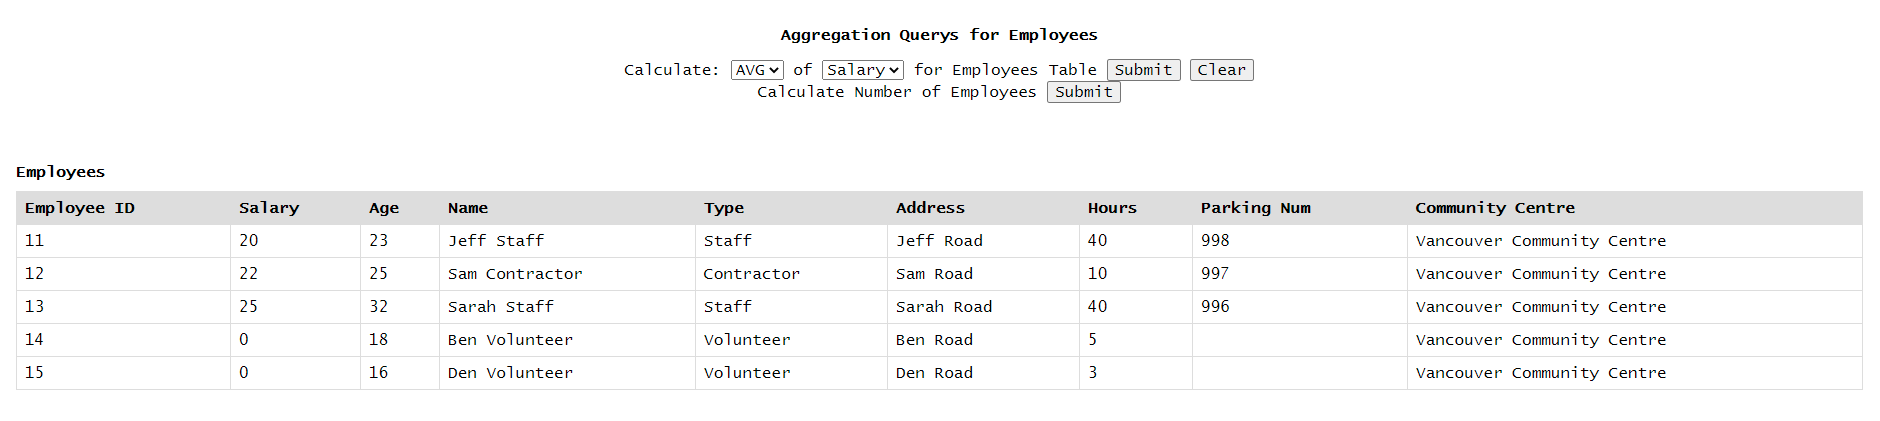 Aggregation Querys for Employees
Calculate: AVG of Salary for Employees Table Submit Clear
Calculate Number of Employees Submit
Employees
Employee ID Salary Age Name Type Address Hours Parking Num Community Centre
11 20 23 Jeff Staff Staff Jeff Road 40 998 Vancouver Community Centre
12 22 25 Sam Contractor Contractor Sam Road 10 997 Vancouver Community Centre
13 25 32 Sarah Staff Staff Sarah Road 40 996 Vancouver Community Centre
14 0 18 Ben Volunteer Volunteer Ben Road 5 Vancouver Community Centre
15 0 16 Den Volunteer Volunteer Den Road 3 Vancouver Community Centre